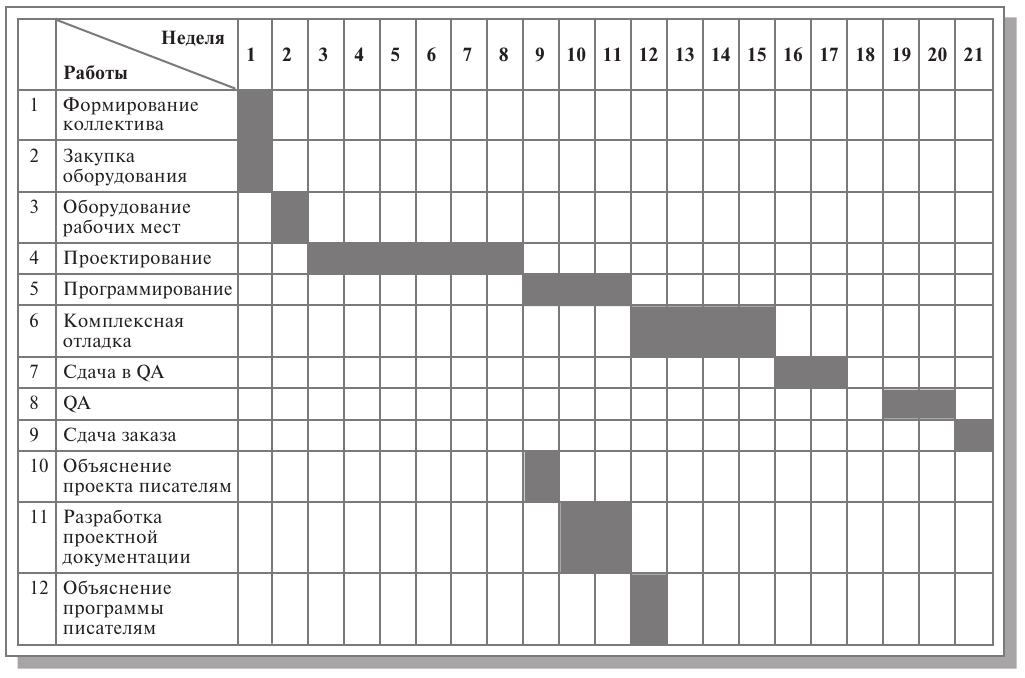 Неделя
Работы
1 2 3 4 5 6 7 8 9 10 11 12 13 14 15 16 17 18 19 20 21
1 Формирование
коллектива
2 Закупка
оборудования
3 Оборудование
рабочих мест
4 Проектирование
5 Программирование
6 Комплексная
отладка
7 Сдача в QA
8 QA
9 Сдача заказа
10 Объяснение
проекта писателям
11 Разработка
проектной
документации
12 Объяснение
программы
писателям